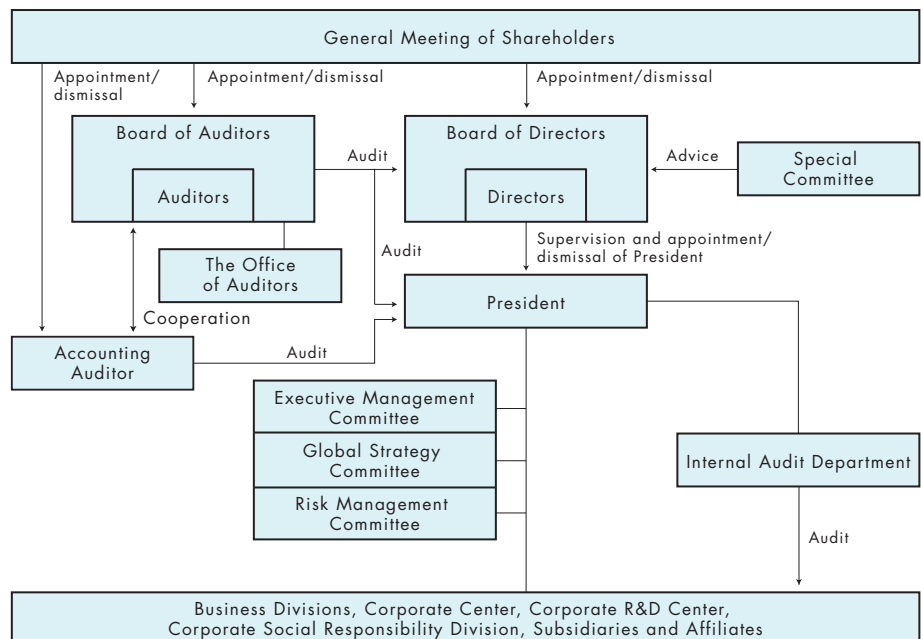 General Meeting of Shareholders
Appointment/
dismissal
Appointment/dismissal
Appointment/dismissal
Board of Auditors
Auditors
Audit
Board of Directors
Directors
Advice
Special
Committee
The Office
of Auditors
Audit
Supervision and appointment/
dismissal of President
President
Cooperation
Accounting
Auditor
Audit
Executive Management
Committee
Global Strategy
Committee
Risk Management
Committee
Internal Audit Department
Audit
Business Divisions, Corporate Center, Corporate R&D Center,
Corporate Social Responsibility Division, Subsidiaries and Affiliates